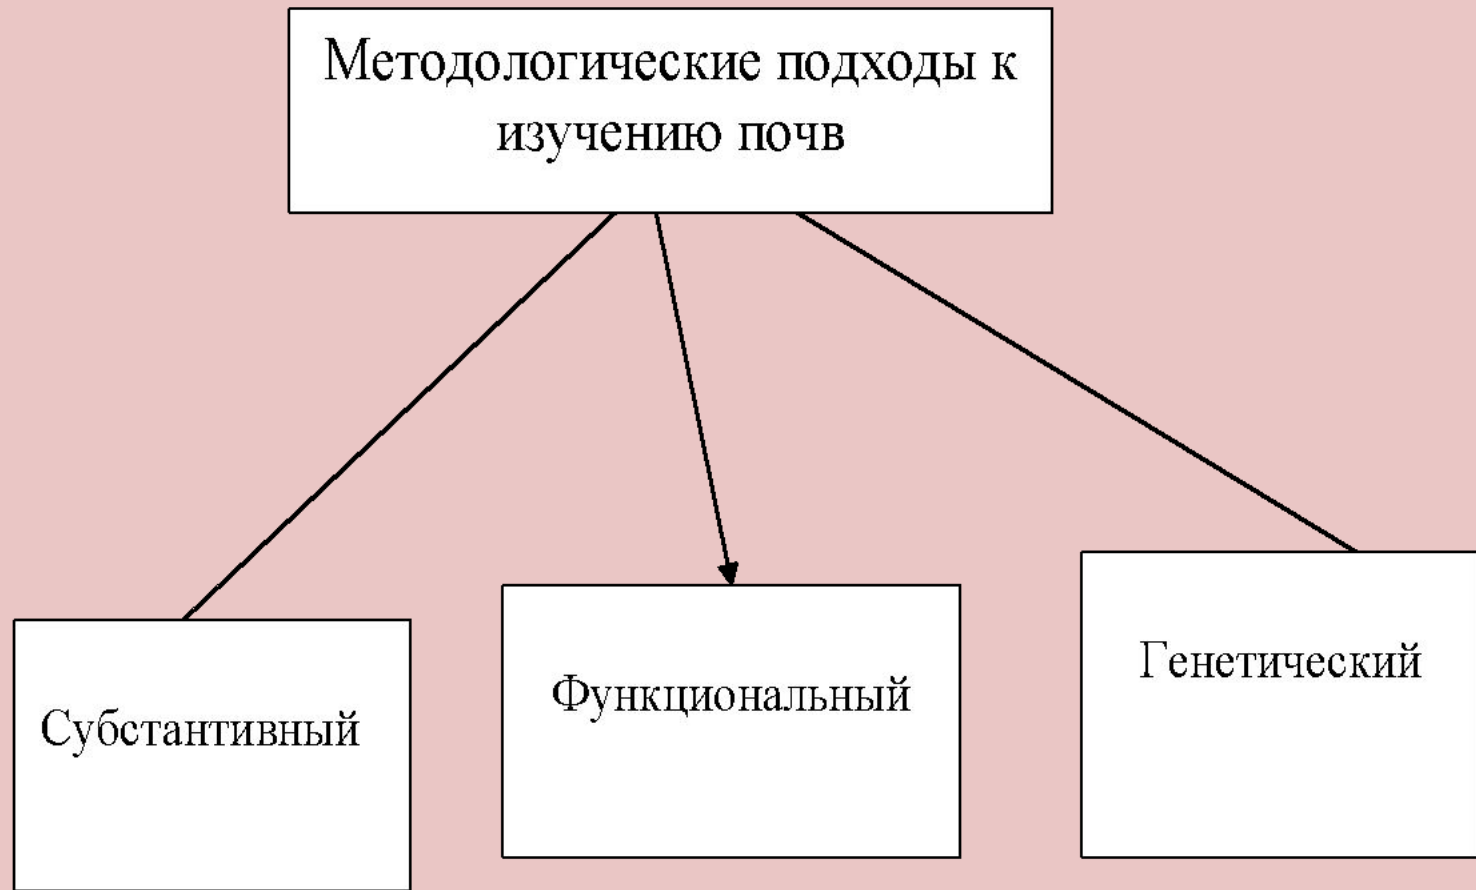 Методологические подходы к
изучению почв
Субстантивный
Функциональный
Генетический